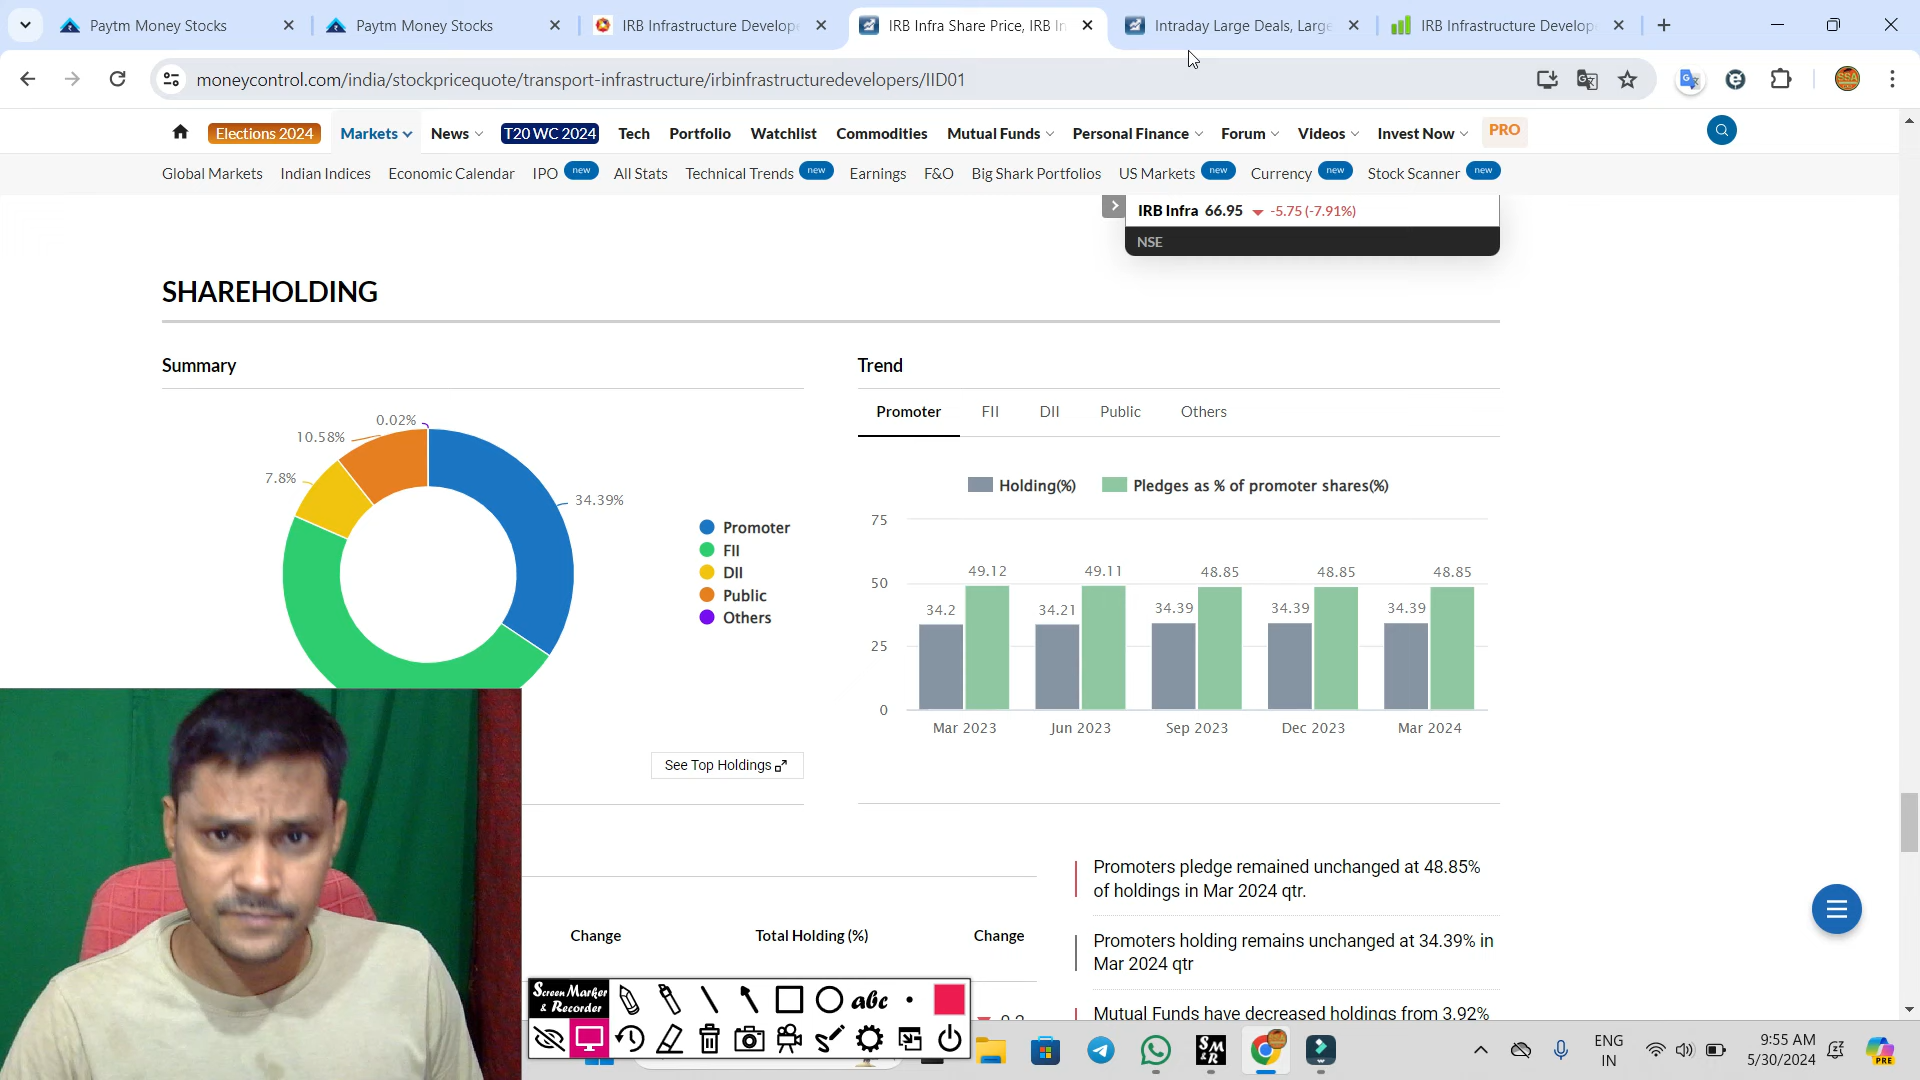 Paytm Money Stocks
Paytm Money Stocks
IRB Infrastructure Develope
IRB Infra Share Price, IRB In
Intraday Large Deals, Large
IRB Infrastructure Develop
moneycontrol.com/india/stockpricequote/transport-infrastructure/irbinfrastructuredevelopers/IID01
Elections 2024
Markets
News
T20 WC 2024
Tech
Portfolio
Watchlist
Commodities
Mutual Funds
Personal Finance
Forum
Videos
Invest Now
PRO
Global Markets
Indian Indices
Economic Calendar
IPO new
All Stats
Technical Trends new
Earnings
F&O
Big Shark Portfolios
US Markets new
Currency new
Stock Scanner new
IRB Infra 66.95 -5.75 (-7.91%)
NSE
SHAREHOLDING
Summary
0.02%
10.58%
7.8%
34.39%
Promoter
FII
DII
Public
Others
See Top Holdings
Trend
Promoter FII DII Public Others
Holding(%) Pledges as % of promoter shares(%)
75
50
25
0
34.2 49.12
34.21 49.11
34.39 48.85
34.39 48.85
34.39 48.85
Mar 2023 Jun 2023 Sep 2023 Dec 2023 Mar 2024
Change Total Holding (%) Change
Promoters pledge remained unchanged at 48.85%
of holdings in Mar 2024 qtr.
Promoters holding remains unchanged at 34.39% in
Mar 2024 qtr
Mutual Funds have decreased holdings from 3.92%
Screen Marker
& Recorder
abc
SM
&R
SSA
ENG
IN
9:55 AM
5/30/2024
PRE